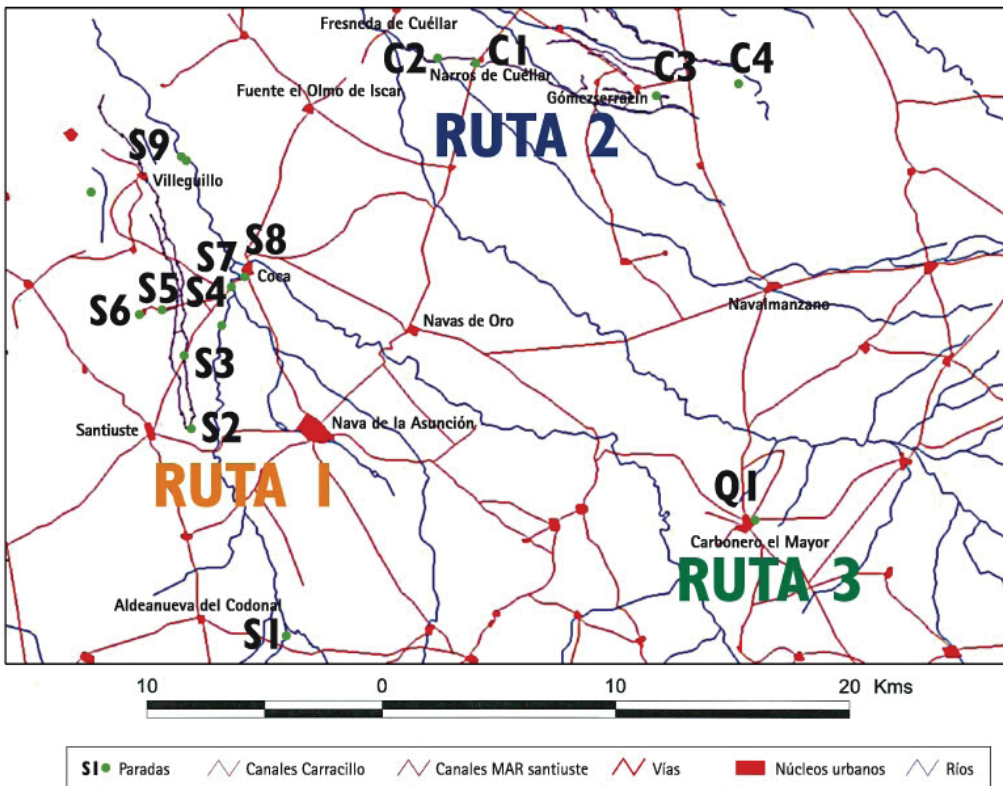 Fresneda de Cuéllar
C2
C1
Narros de Cuéllar
C3
C4
Fuente el Olmo de Iscar
Gómezserracín
RUTA 2
S9
Villeguillo
S8
S7
Coca
S4
S5
S6
Navalmanzano
Navas de Oro
S3
Santiuste
S2
Nava de la Asunción
RUTA 1
Q1
Carbonero el Mayor
RUTA 3
Aldeanueva del Codonal
S1
10 0 10 20 Kms
S1 Paradas Canales Carracillo Canales MAR santiuste Vías Núcleos urbanos Ríos